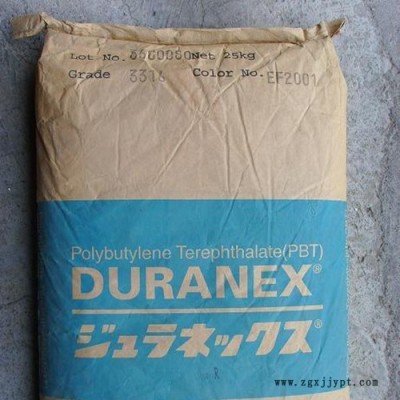 Lot No. Net 25kg
Grade Color No. EF2001
Polybutylene Terephthalate(PBT)
DURANEX®
ジュラネックス®
www.zgxjjypt.com